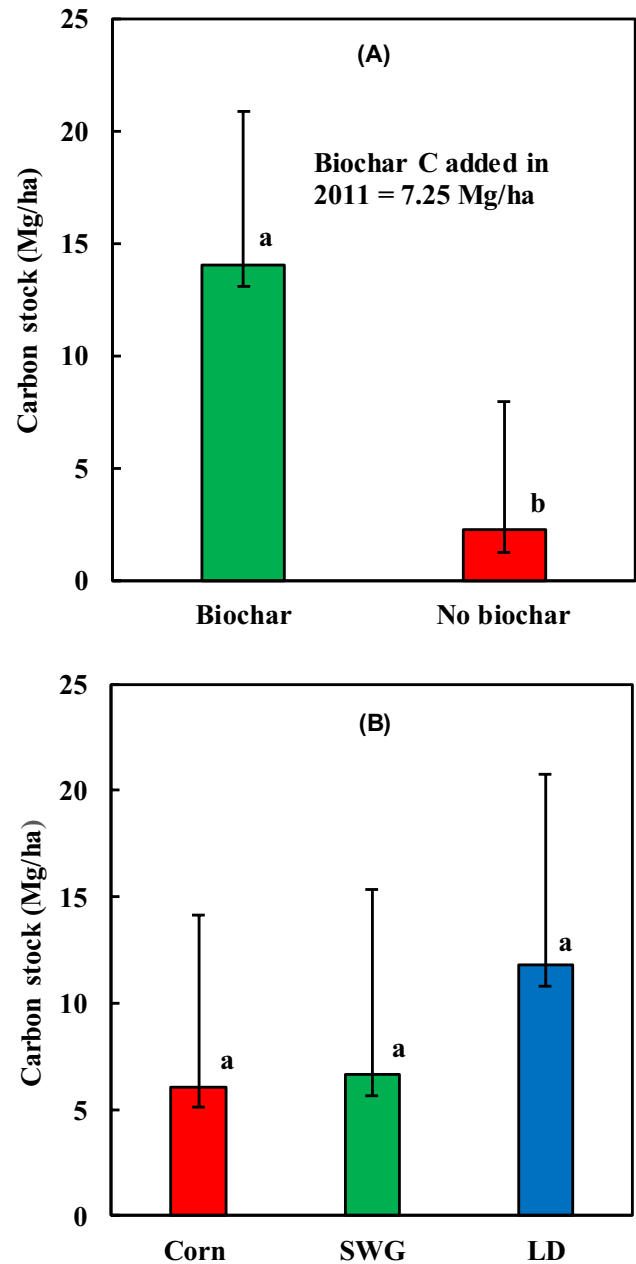 (A)
Biochar C added in
2011 = 7.25 Mg/ha
Carbon stock (Mg/ha)
25
20
15
10
5
0
a
b
Biochar
No biochar
(B)
Carbon stock (Mg/ha)
25
20
15
10
5
0
a
a
a
Corn
SWG
LD